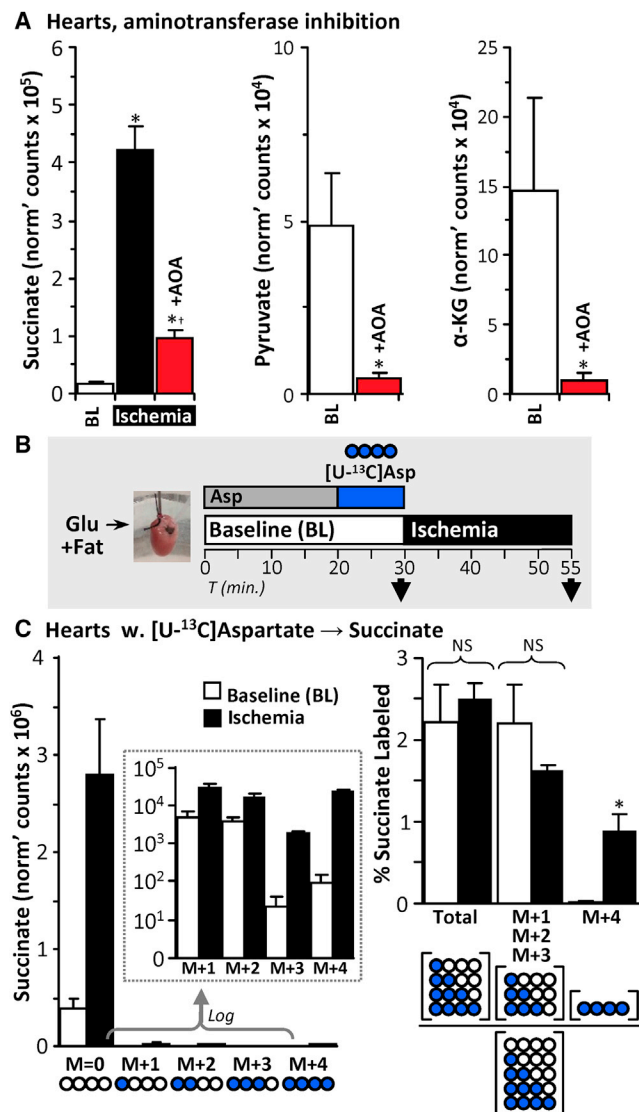 A Hearts, aminotransferase inhibition
Succinate (norm' counts x 10⁵)
6
5
4
3
2
1
0
*
*†
+AOA
BL
Ischemia
Pyruvate (norm' counts x 10⁴)
10
5
0
* +AOA
BL
α-KG (norm' counts x 10⁴)
25
20
15
10
5
0
* +AOA
BL
B
[U-¹³C]Asp
Asp
Glu
+Fat
Baseline (BL)
Ischemia
0 10 20 30 40 50 55
T (min.)
C Hearts w. [U-¹³C]Aspartate → Succinate
Succinate (norm' counts x 10⁶)
4
3
2
1
0
Baseline (BL)
Ischemia
10⁵
10⁴
10³
10²
10¹
0
M+1 M+2 M+3 M+4
Log
M=0 M+1 M+2 M+3 M+4
% Succinate Labeled
3
2
1
0
NS NS
*
Total M+1 M+4
M+2
M+3